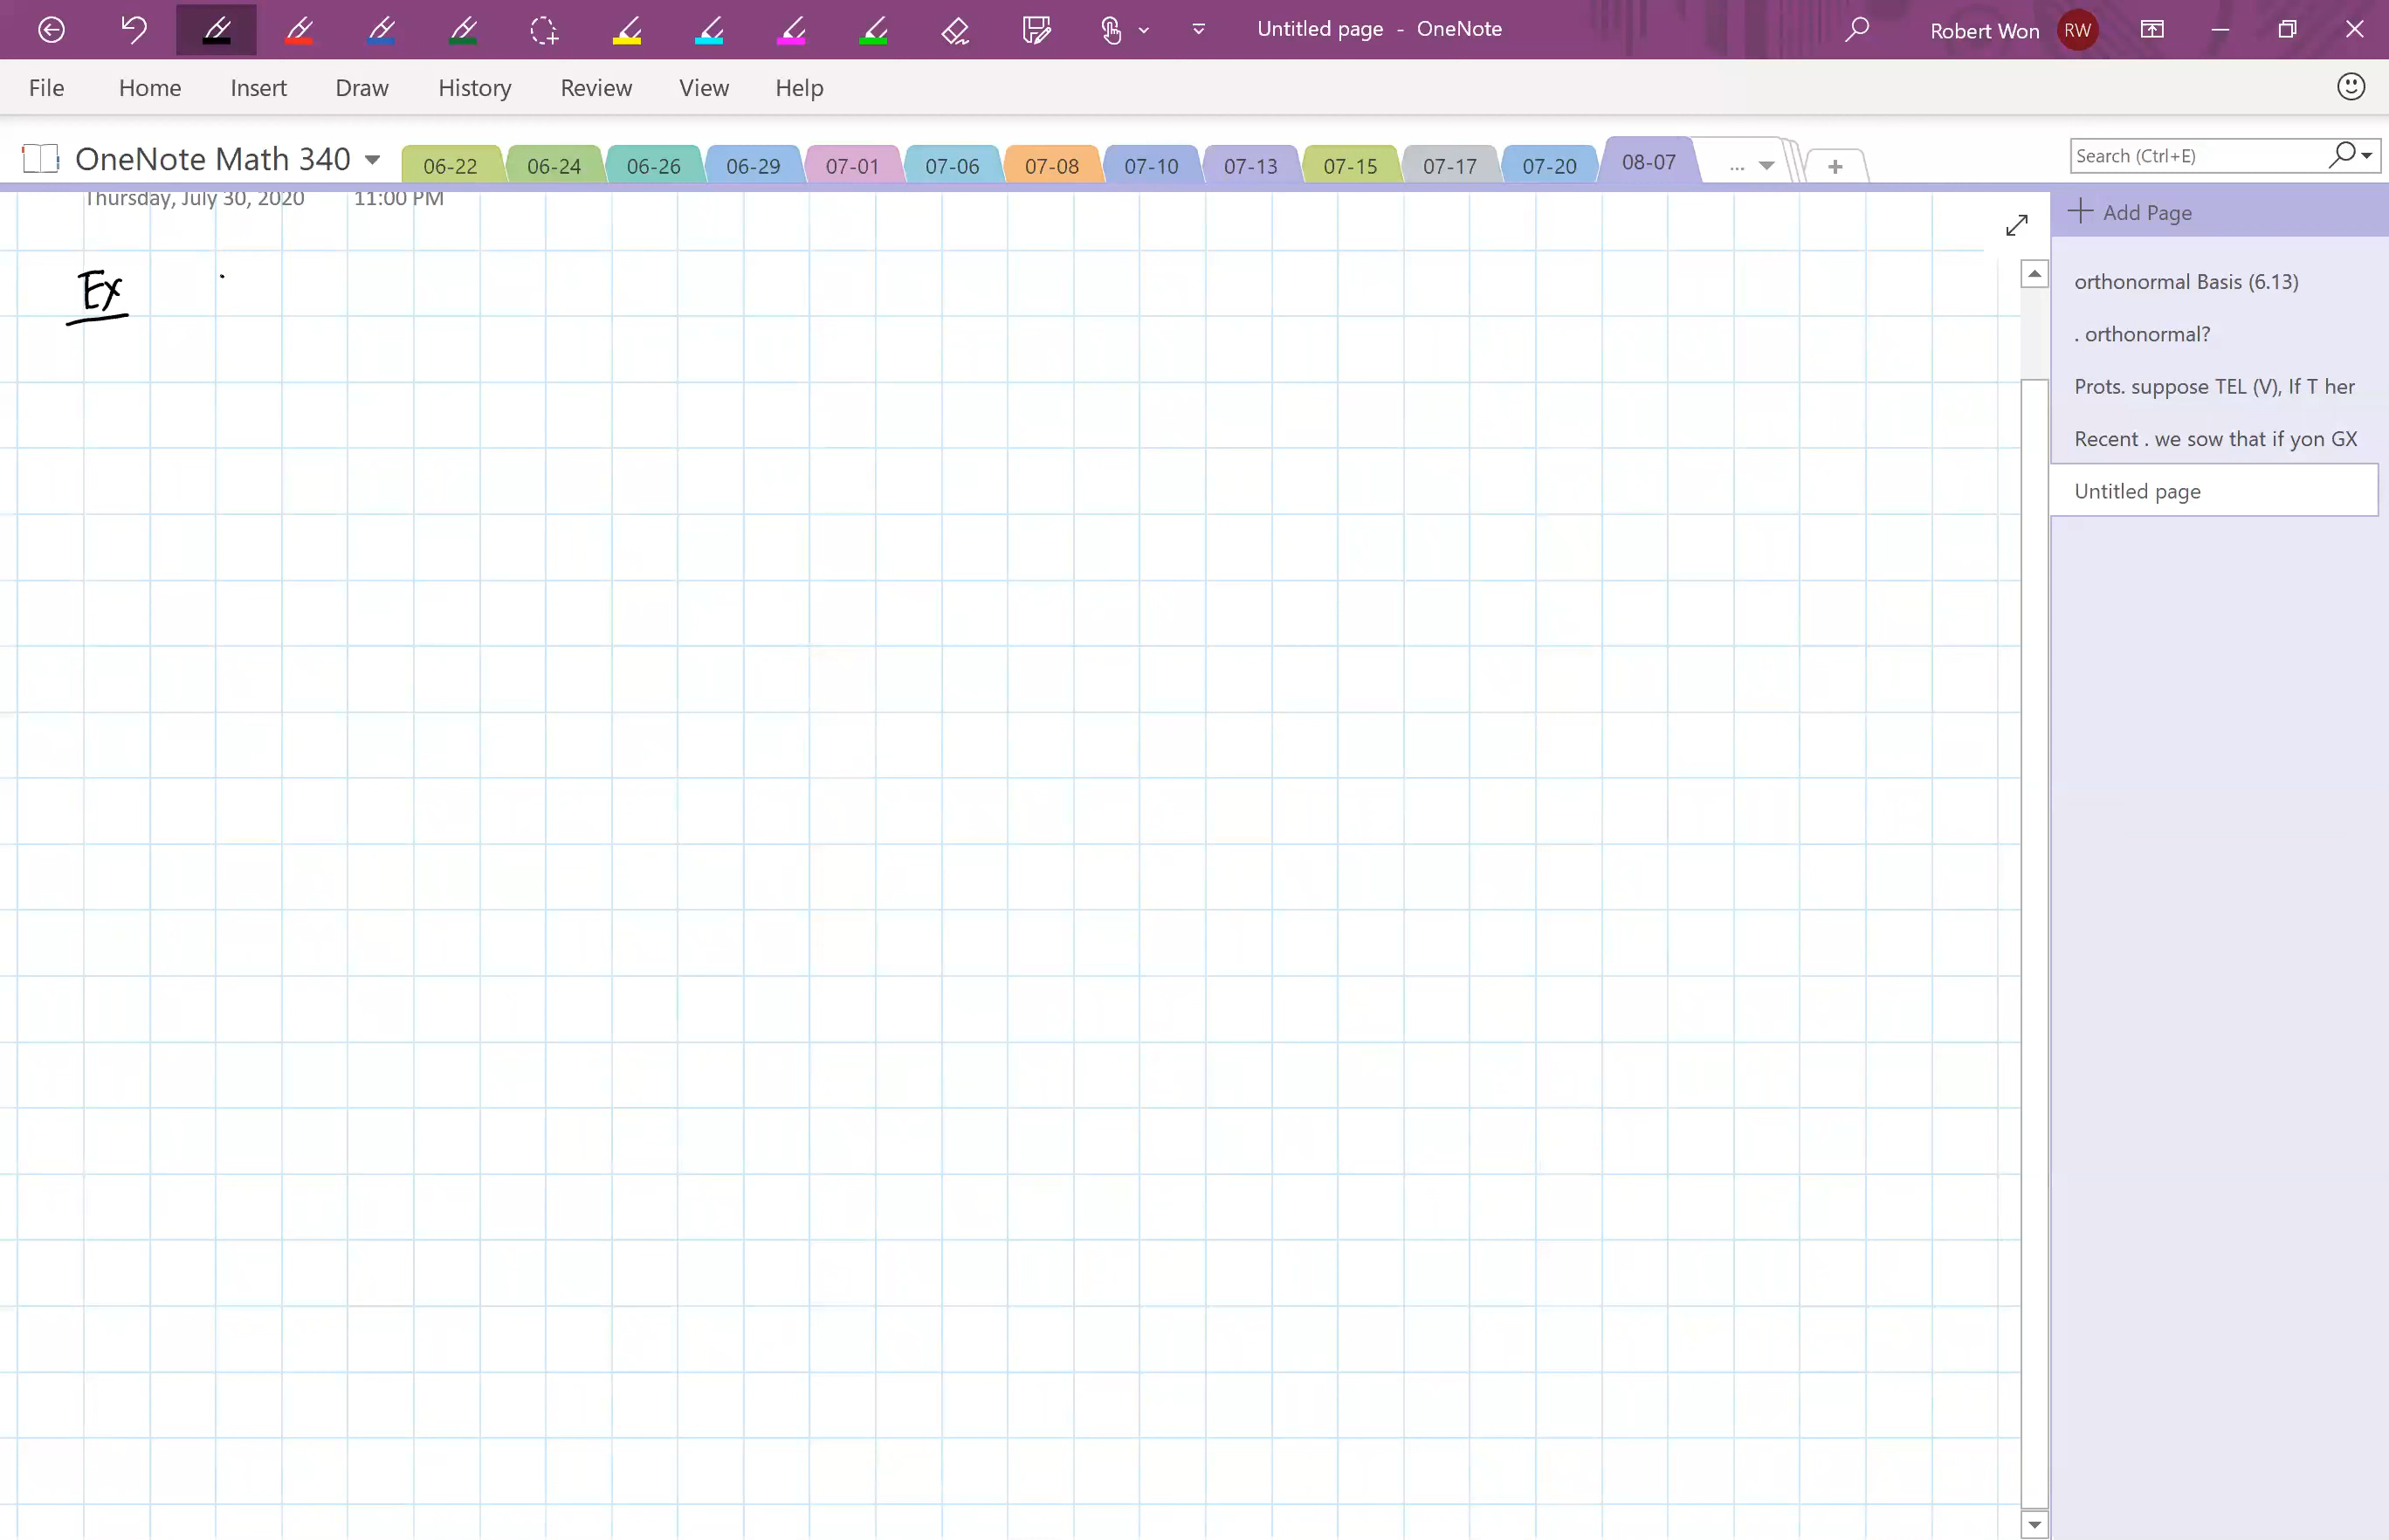 Untitled page - OneNote
Robert Won RW
File Home Insert Draw History Review View Help
OneNote Math 340
06-22 06-24 06-26 06-29 07-01 07-06 07-08 07-10 07-13 07-15 07-17 07-20 08-07 ... +
Search (Ctrl+E)
Thursday, July 30, 2020 11:00 PM
Add Page
Ex
orthonormal Basis (6.13)
. orthonormal?
Prots. suppose TEL (V), If T her
Recent . we sow that if yon GX
Untitled page